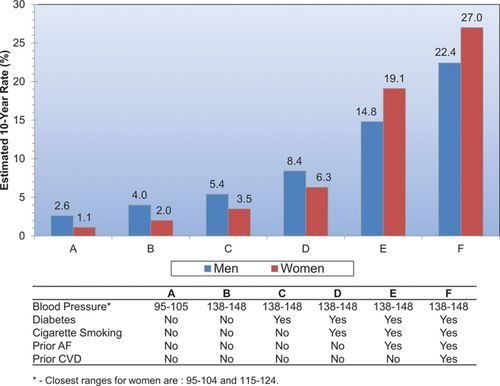 30
25
20
15
10
5
0
Estimated 10-Year Rate (%)
2.6 1.1 4.0 2.0 5.4 3.5 8.4 6.3 14.8 19.1 22.4 27.0
A B C D E F
Men Women
A B C D E F
Blood Pressure* 95-105 138-148 138-148 138-148 138-148 138-148
Diabetes No No Yes Yes Yes Yes
Cigarette Smoking No No No Yes Yes Yes
Prior AF No No No No Yes Yes
Prior CVD No No No No No Yes
* - Closest ranges for women are : 95-104 and 115-124.